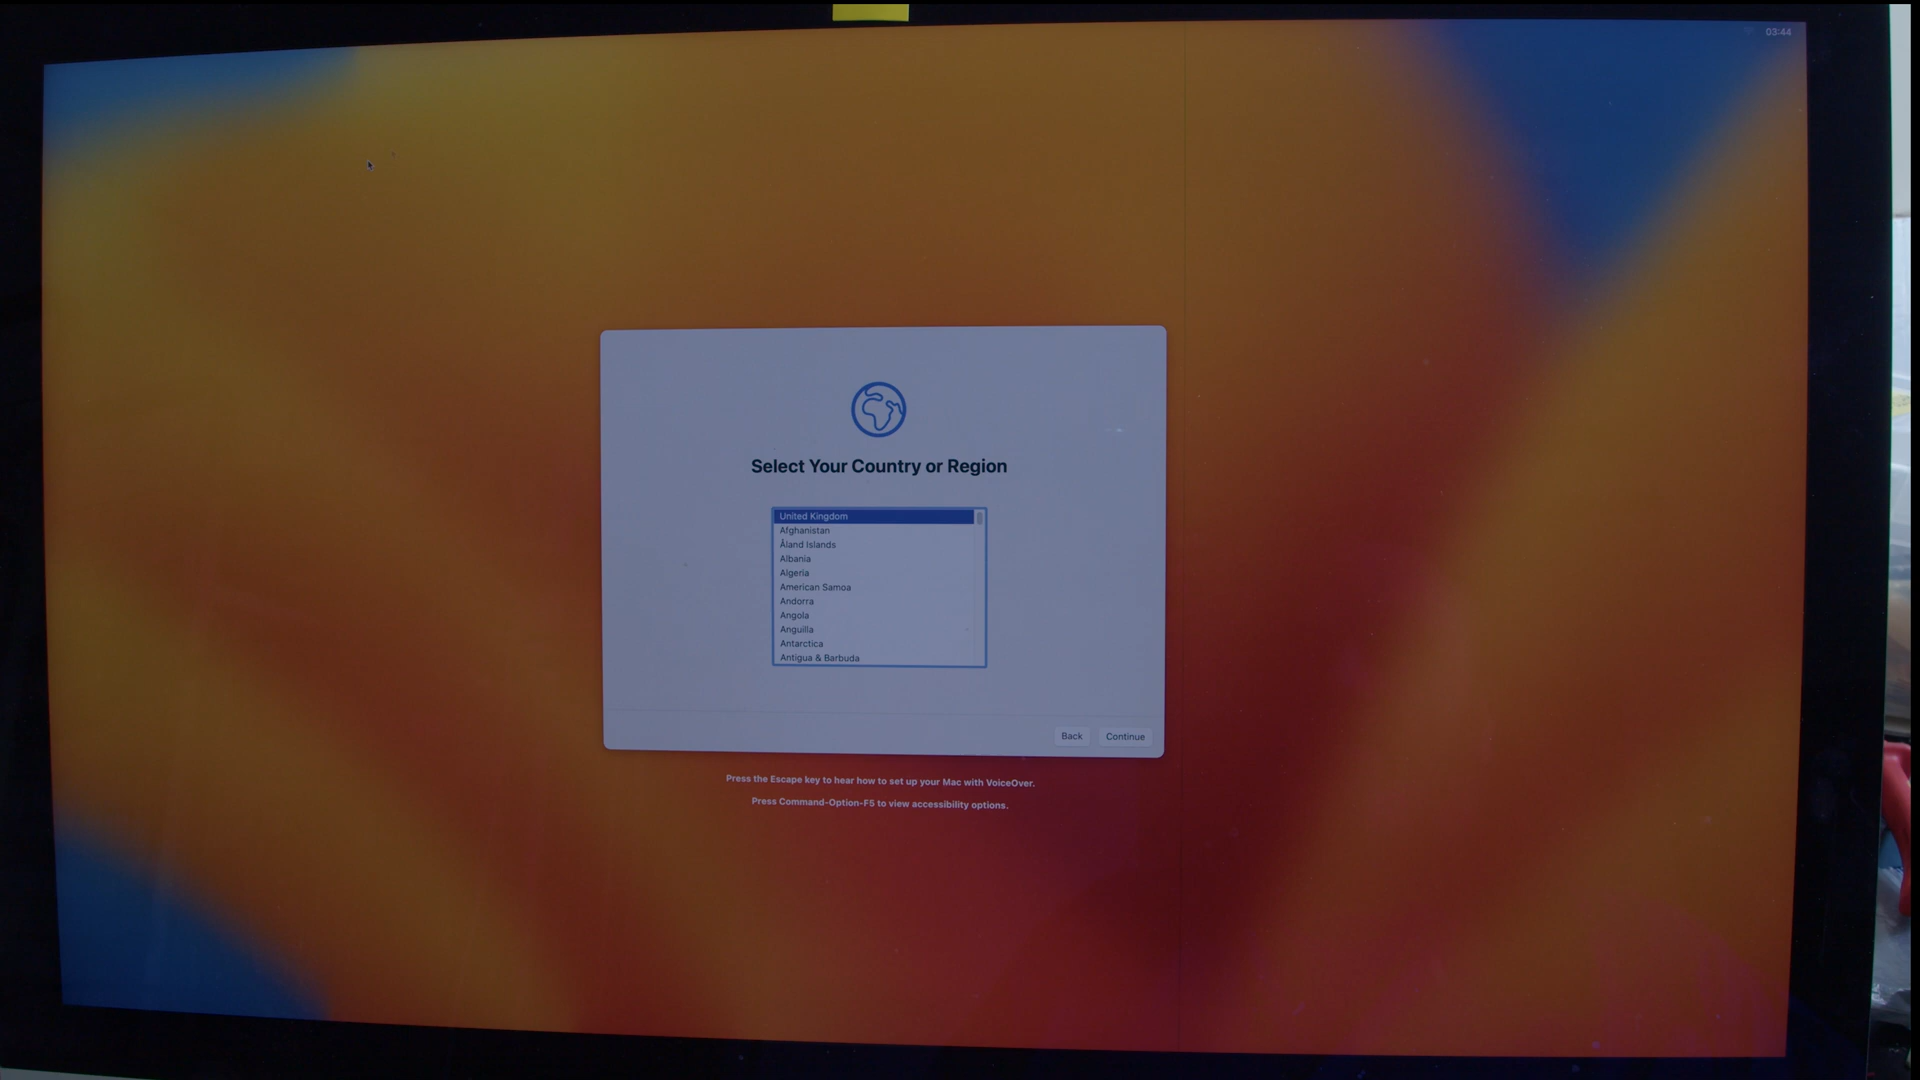 03:44
Select Your Country or Region
United Kingdom
Afghanistan
Åland Islands
Albania
Algeria
American Samoa
Andorra
Angola
Anguilla
Antarctica
Antigua & Barbuda
Back
Continue
Press the Escape key to hear how to set up your Mac with VoiceOver.
Press Command-Option-F5 to view accessibility options.